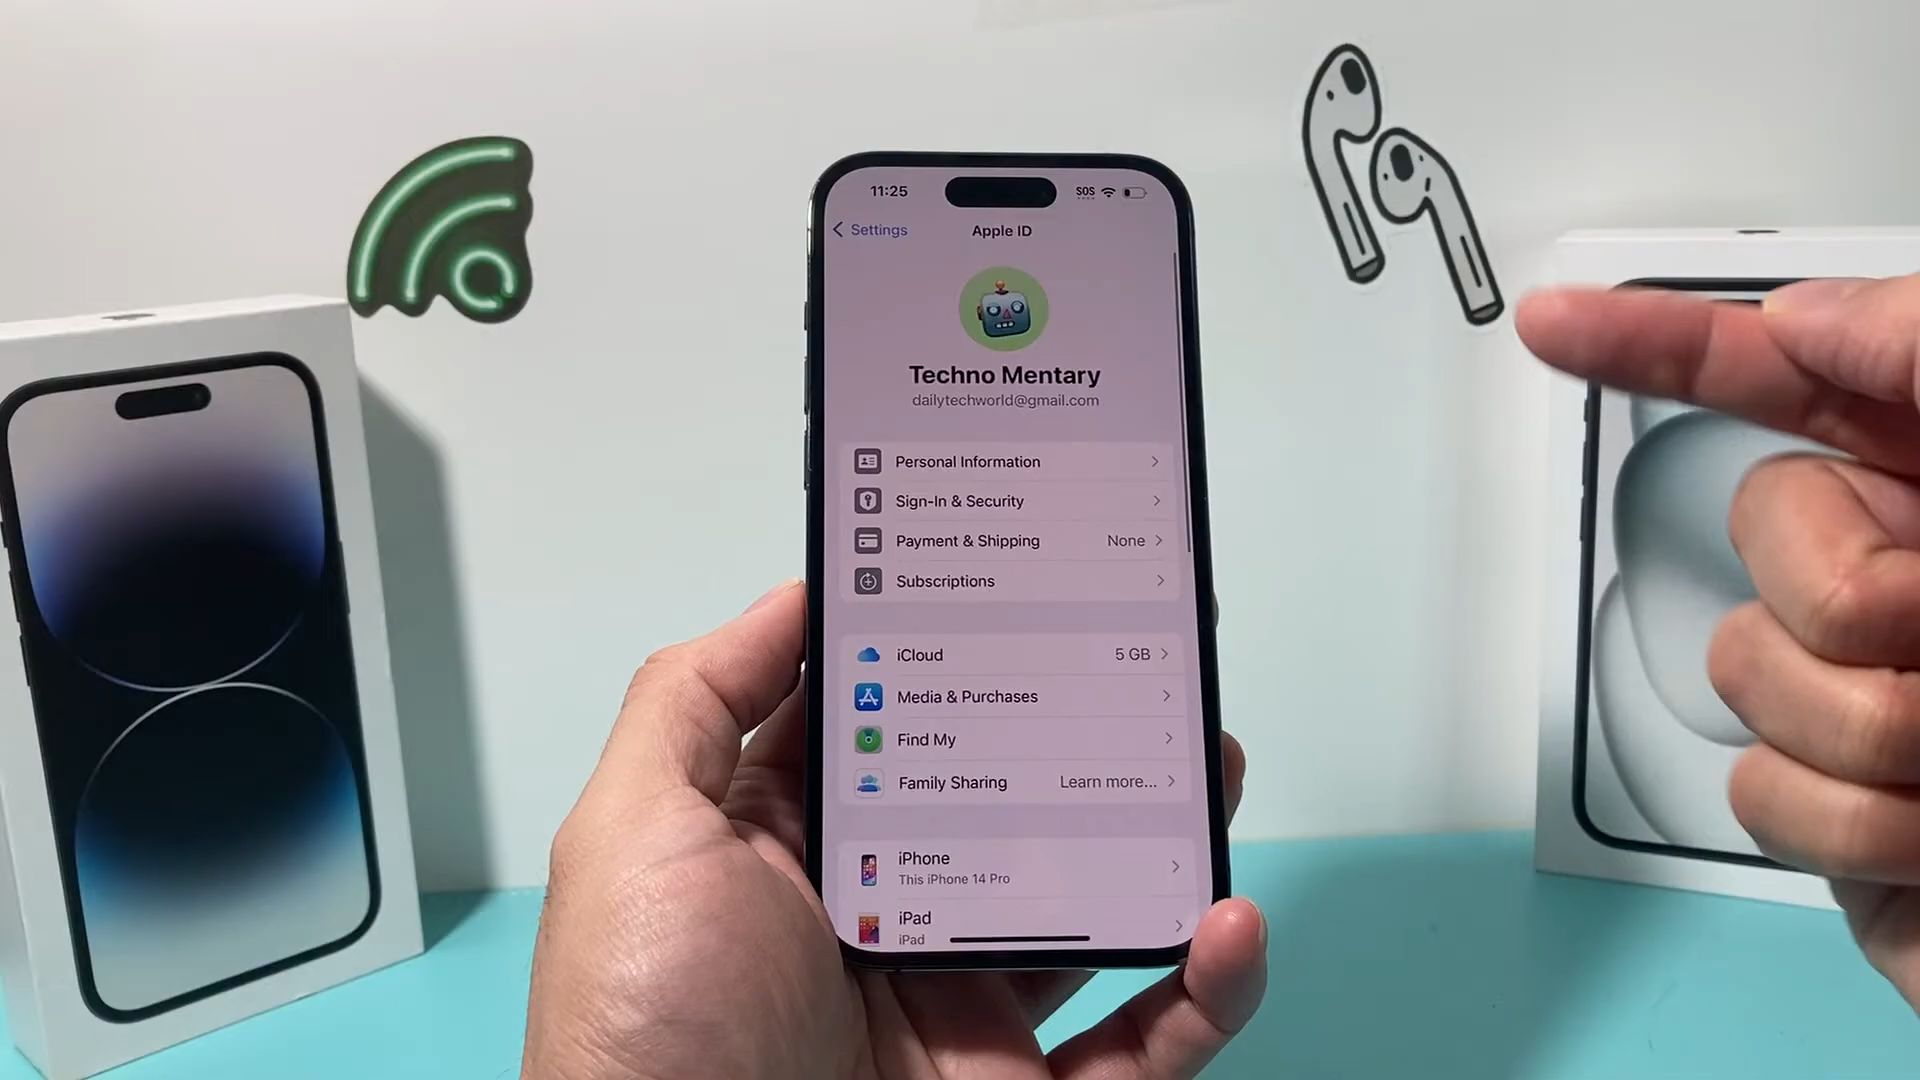 11:25
SOS
Settings
Apple ID
Techno Mentary
dailytechworld@gmail.com
Personal Information
Sign-In & Security
Payment & Shipping None
Subscriptions
iCloud 5 GB
Media & Purchases
Find My
Family Sharing Learn more...
iPhone
This iPhone 14 Pro
iPad
iPad